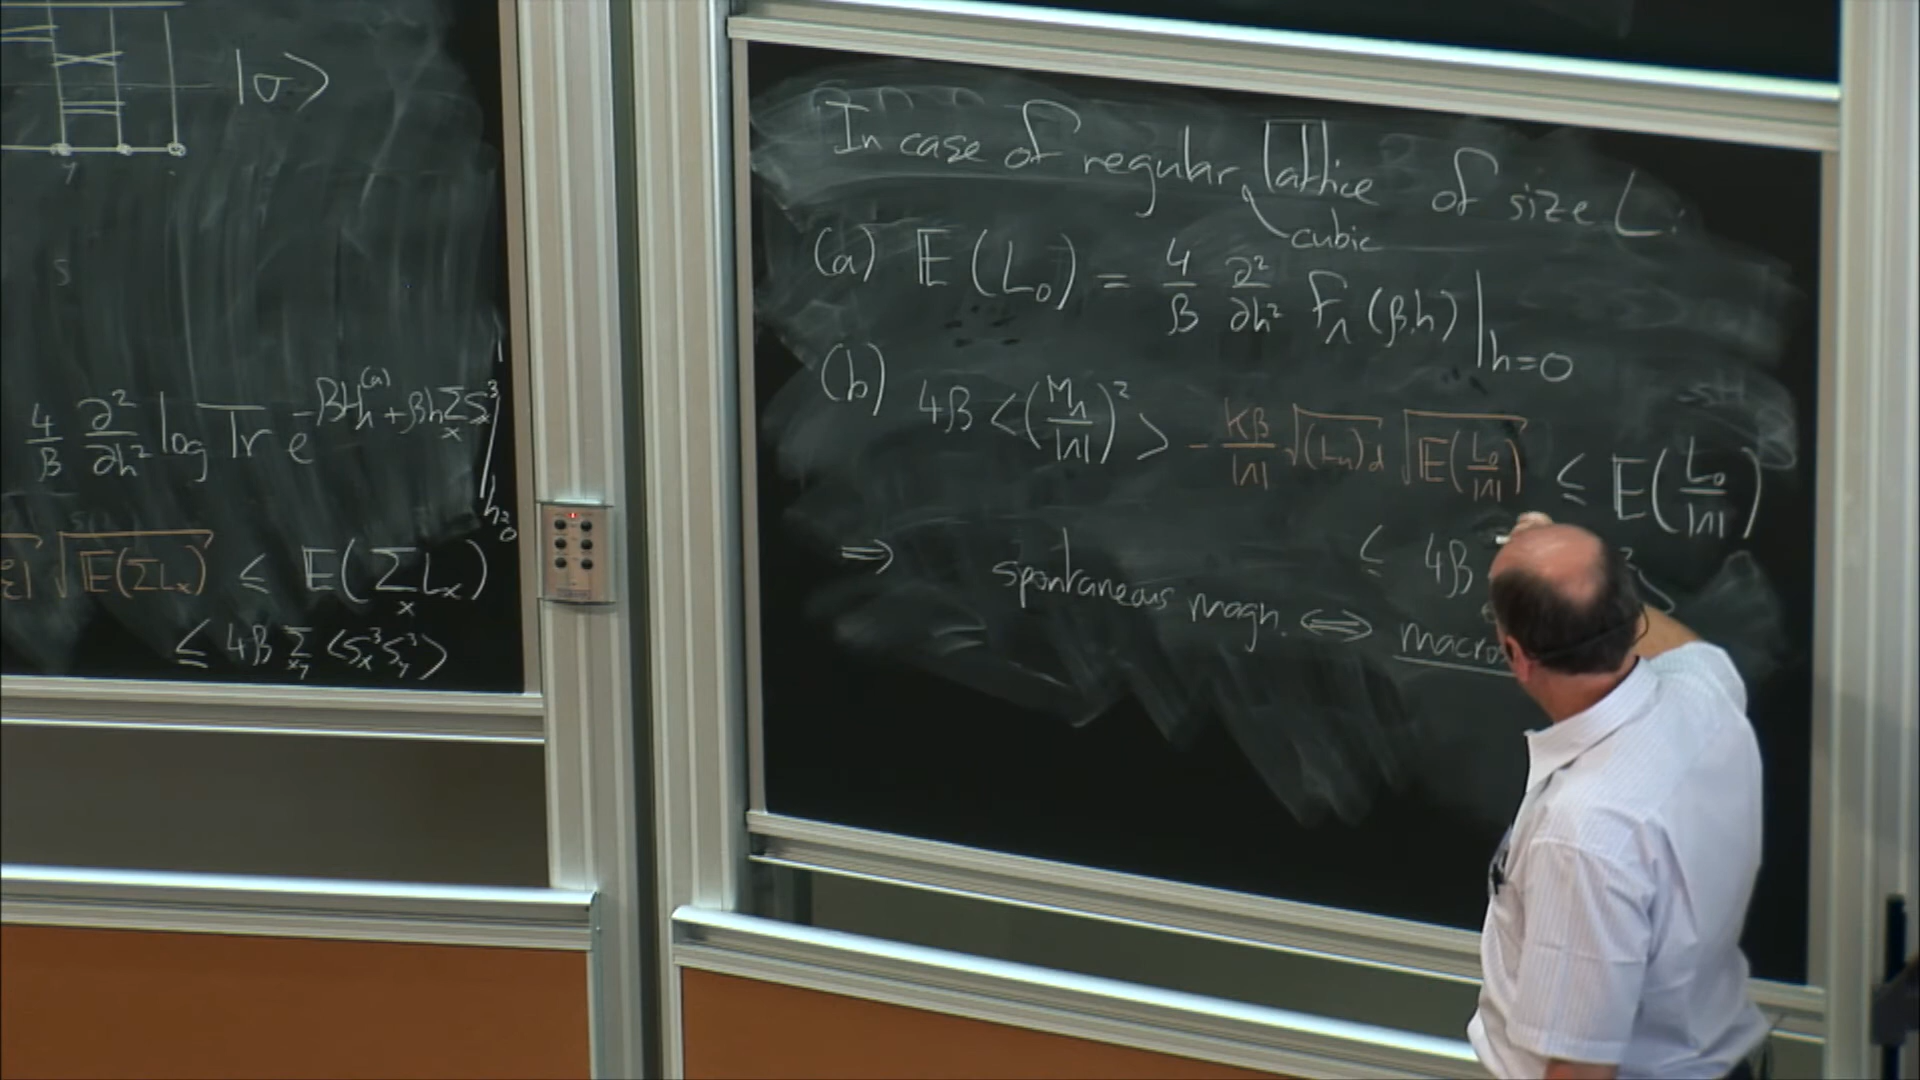 |σ⟩
4/β ∂²/∂h² log Tr e^{-βH_Λ^{(a)} + βh Σ_x S_x^3} |_{h=0}
√E(ΣL_x) ≤ E(Σ_x L_x)
≤ 4β Σ_{xy} ⟨S_x^3 S_y^3⟩
In case of regular lattice of size L:
cubic
(a) E(L_0) = 4/β ∂²/∂h² f_Λ(β,h)|_{h=0}
(b) 4β ⟨(M_Λ/|Λ|)²⟩ - Kβ/|Λ| √(L_Λ)d √E(L_0/|Λ|) ≤ E(L_0/|Λ|)
≤ 4β
⇒ spontaneous magn. ⟺